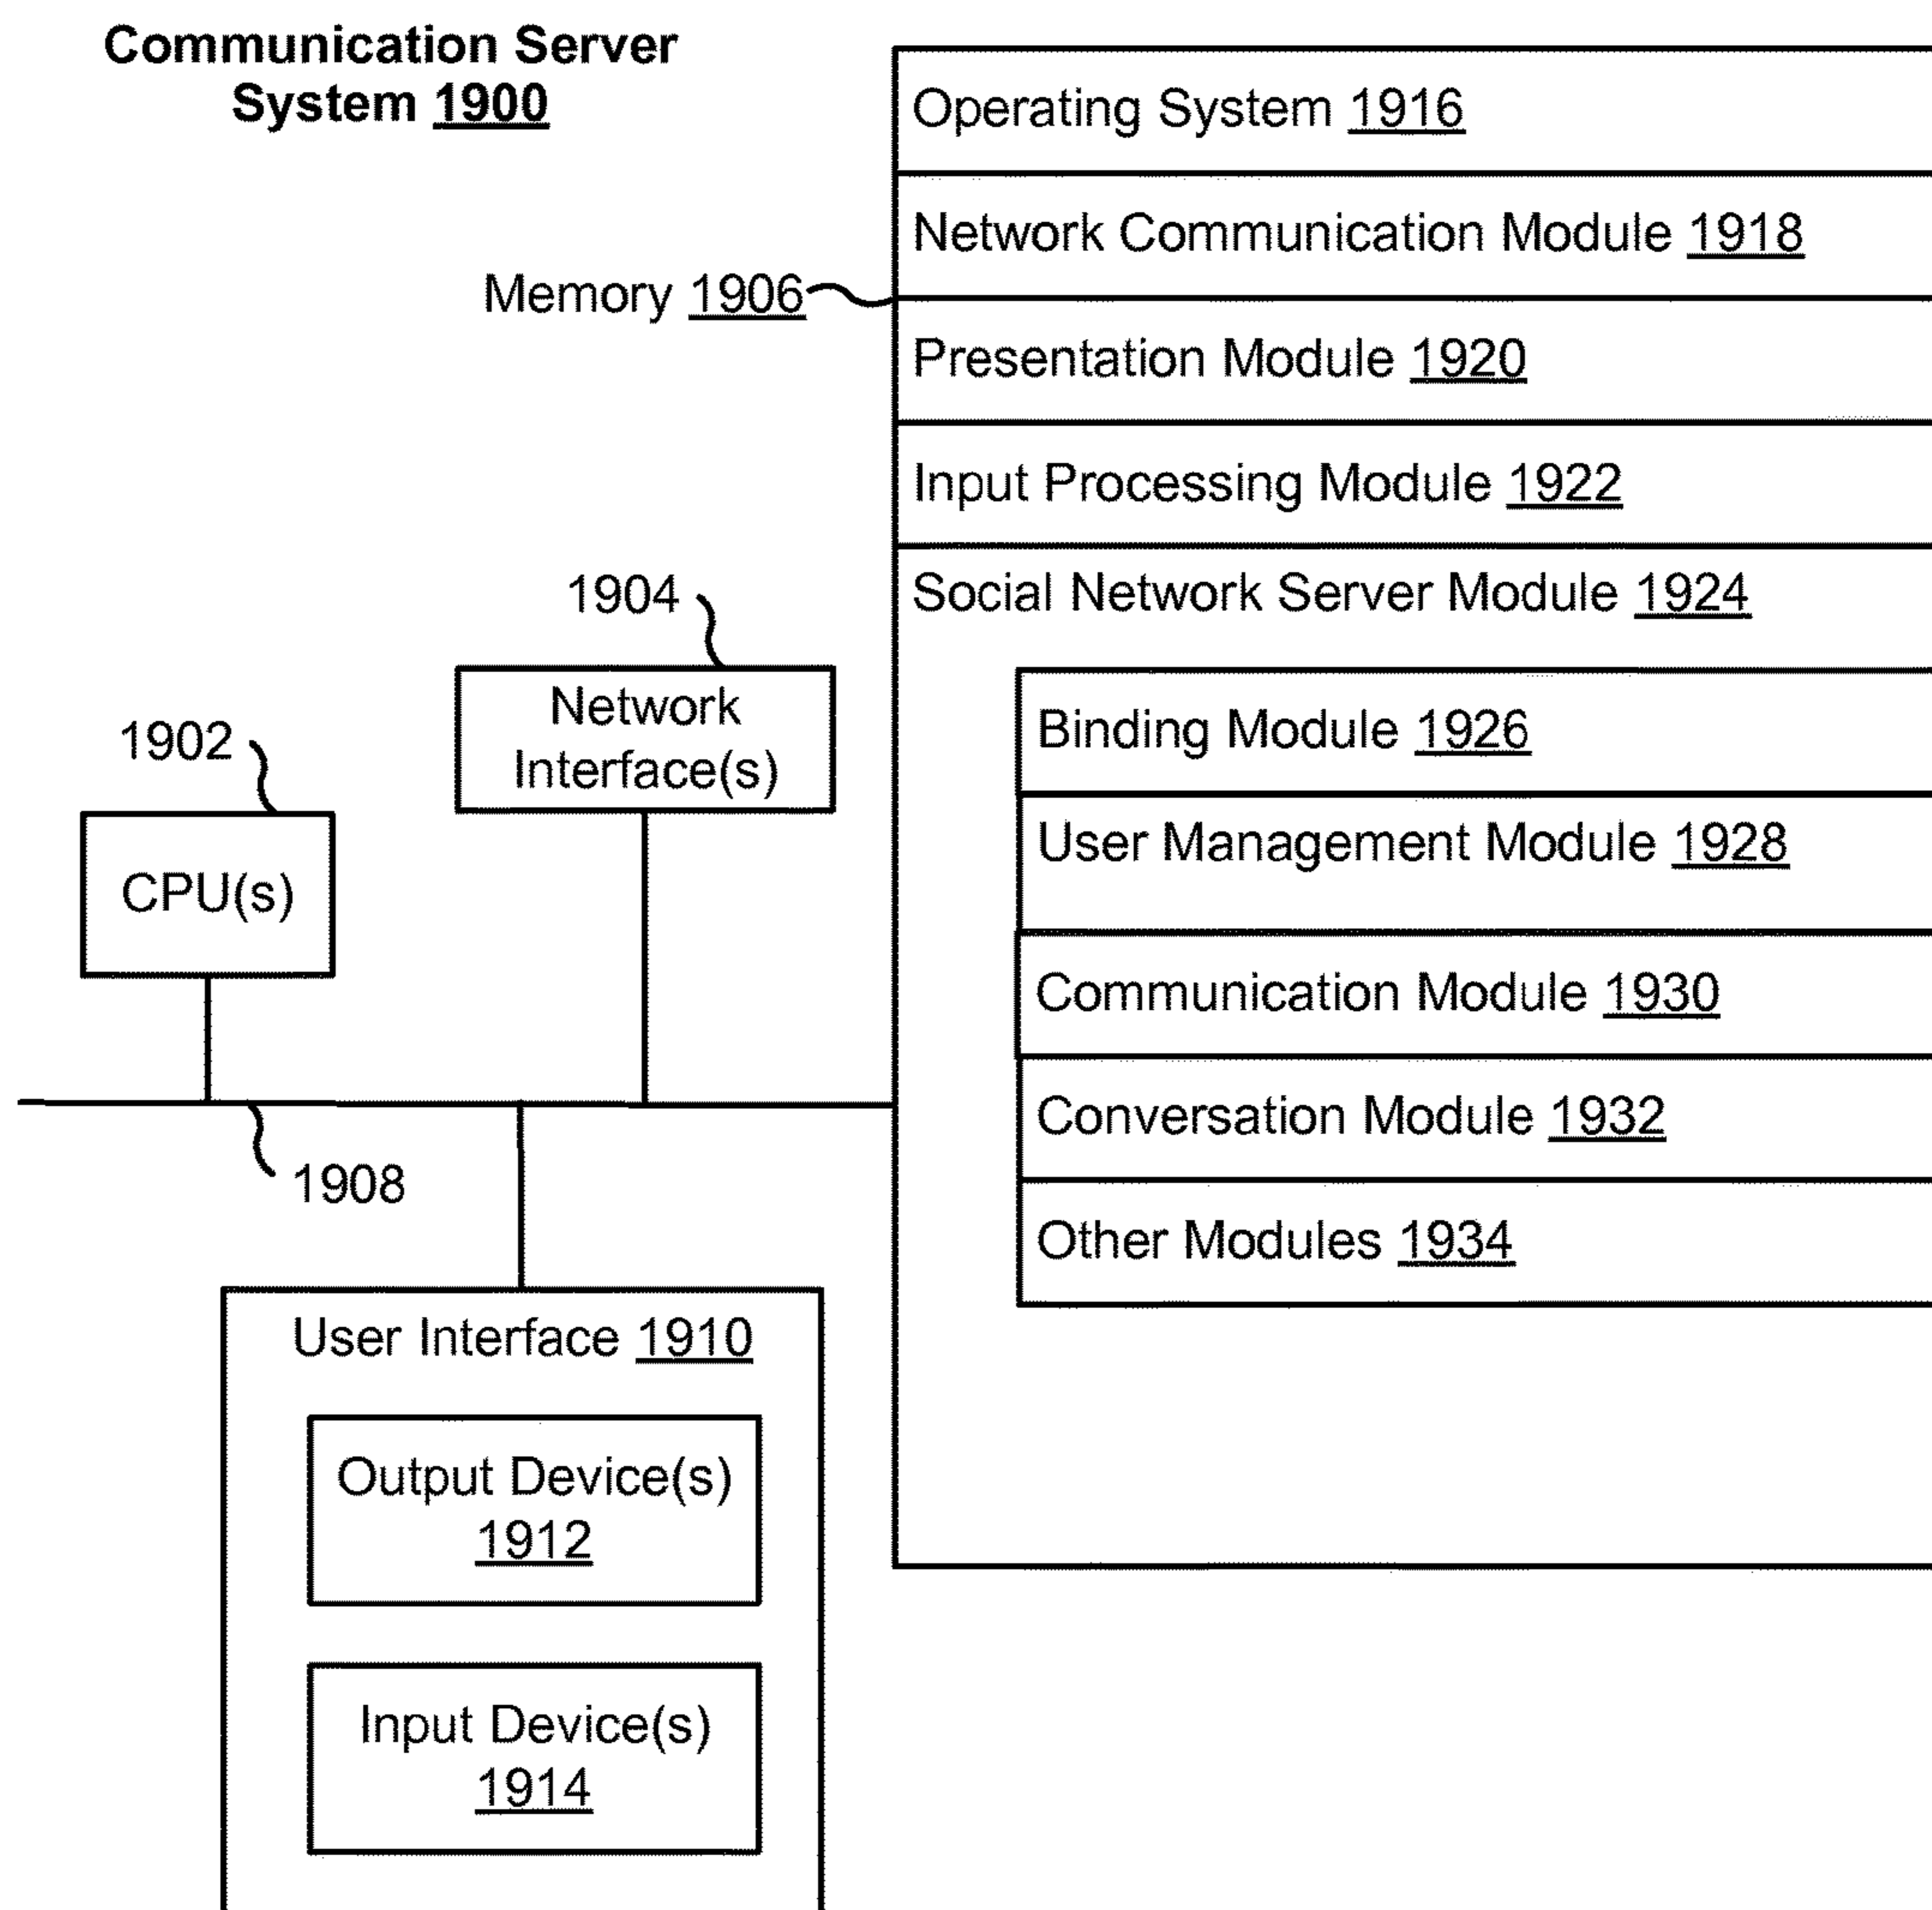 Communication Server
System 1900
Operating System 1916
Network Communication Module 1918
Memory 1906
Presentation Module 1920
Input Processing Module 1922
Social Network Server Module 1924
1904
Network
Interface(s)
1902
CPU(s)
Binding Module 1926
User Management Module 1928
Communication Module 1930
Conversation Module 1932
Other Modules 1934
1908
User Interface 1910
Output Device(s)
1912
Input Device(s)
1914